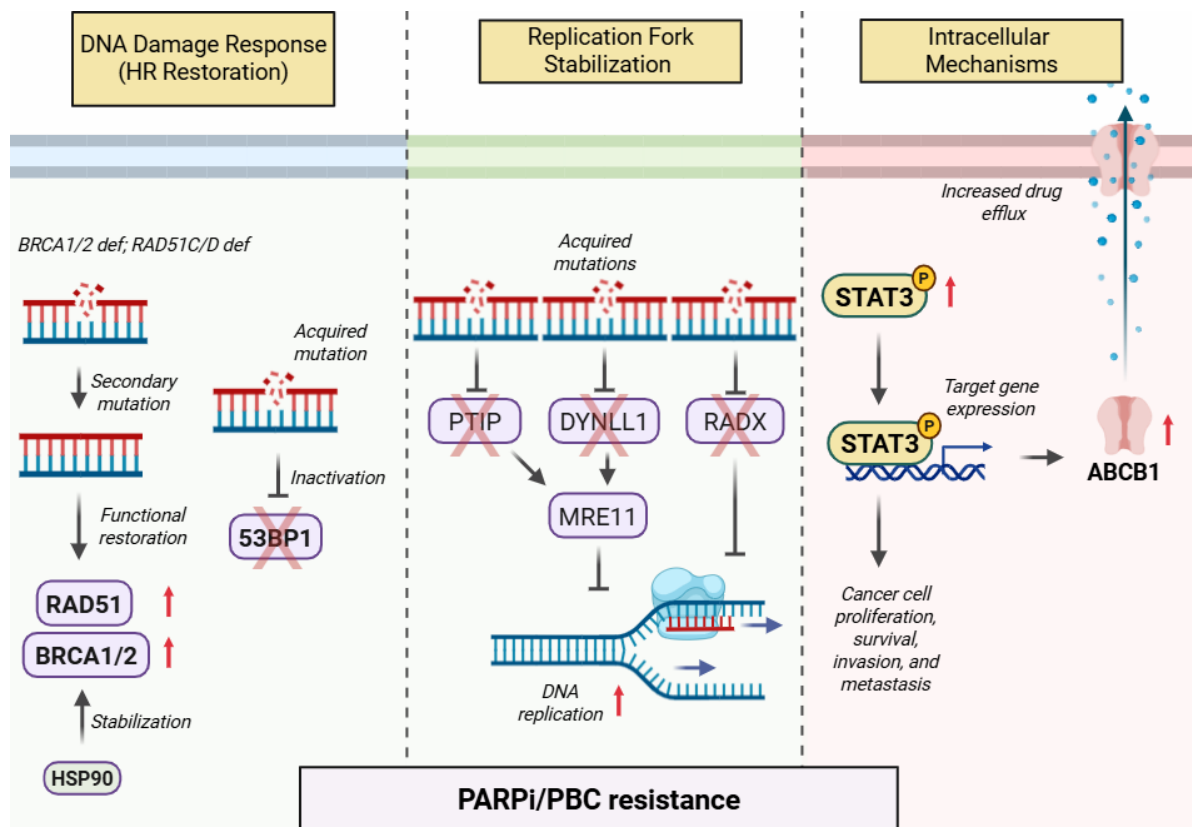 DNA Damage Response
(HR Restoration)
Replication Fork
Stabilization
Intracellular
Mechanisms
BRCA1/2 def; RAD51C/D def
Secondary
mutation
Acquired
mutation
Inactivation
53BP1
Functional
restoration
RAD51
BRCA1/2
Stabilization
HSP90
Acquired
mutations
PTIP
DYNLL1
RADX
MRE11
DNA
replication
Increased drug
efflux
P
STAT3
Target gene
expression
P
STAT3
ABCB1
Cancer cell
proliferation,
survival,
invasion, and
metastasis
PARPi/PBC resistance